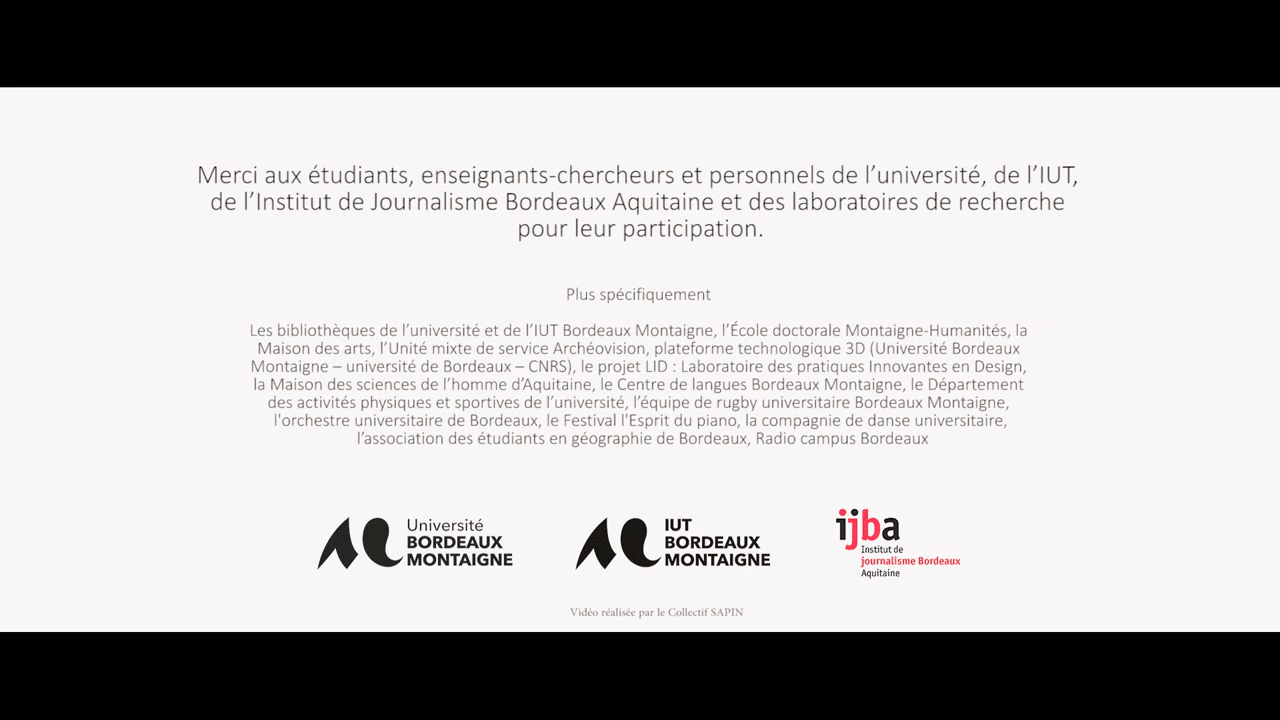 Merci aux étudiants, enseignants-chercheurs et personnels de l’université, de l’IUT,
de l’Institut de Journalisme Bordeaux Aquitaine et des laboratoires de recherche
pour leur participation.
Plus spécifiquement
Les bibliothèques de l’université et de l’IUT Bordeaux Montaigne, l’École doctorale Montaigne-Humanités, la
Maison des arts, l’Unité mixte de service Archéovision, plateforme technologique 3D (Université Bordeaux
Montaigne – université de Bordeaux – CNRS), le projet LID : Laboratoire des pratiques Innovantes en Design,
la Maison des sciences de l’homme d’Aquitaine, le Centre de langues Bordeaux Montaigne, le Département
des activités physiques et sportives de l’université, l’équipe de rugby universitaire Bordeaux Montaigne,
l'orchestre universitaire de Bordeaux, le Festival l'Esprit du piano, la compagnie de danse universitaire,
l’association des étudiants en géographie de Bordeaux, Radio campus Bordeaux
Université
BORDEAUX
MONTAIGNE
IUT
BORDEAUX
MONTAIGNE
ijba
Institut de
journalisme Bordeaux
Aquitaine
Vidéo réalisée par le Collectif SAPIN